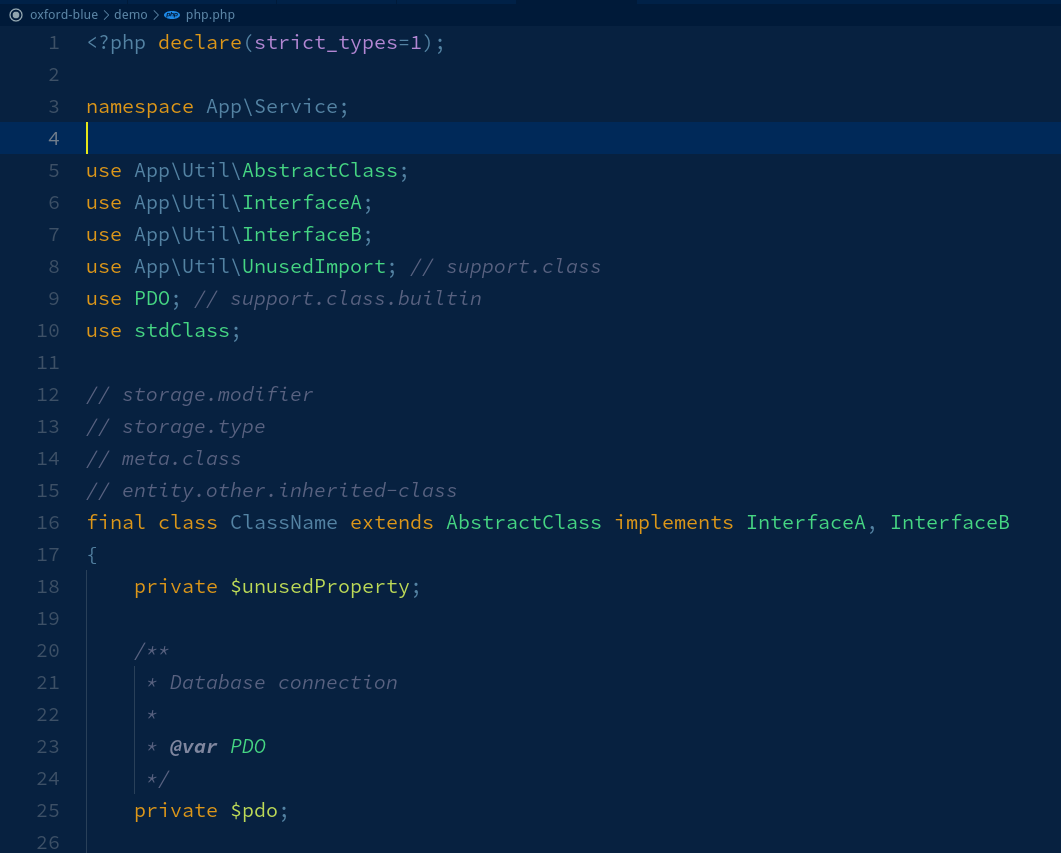 oxford-blue > demo > php php.php
1 <?php declare(strict_types=1);
2
3 namespace App\Service;
4
5 use App\Util\AbstractClass;
6 use App\Util\InterfaceA;
7 use App\Util\InterfaceB;
8 use App\Util\UnusedImport; // support.class
9 use PDO; // support.class.builtin
10 use stdClass;
11
12 // storage.modifier
13 // storage.type
14 // meta.class
15 // entity.other.inherited-class
16 final class ClassName extends AbstractClass implements InterfaceA, InterfaceB
17 {
18     private $unusedProperty;
19
20     /**
21      * Database connection
22      *
23      * @var PDO
24      */
25     private $pdo;
26